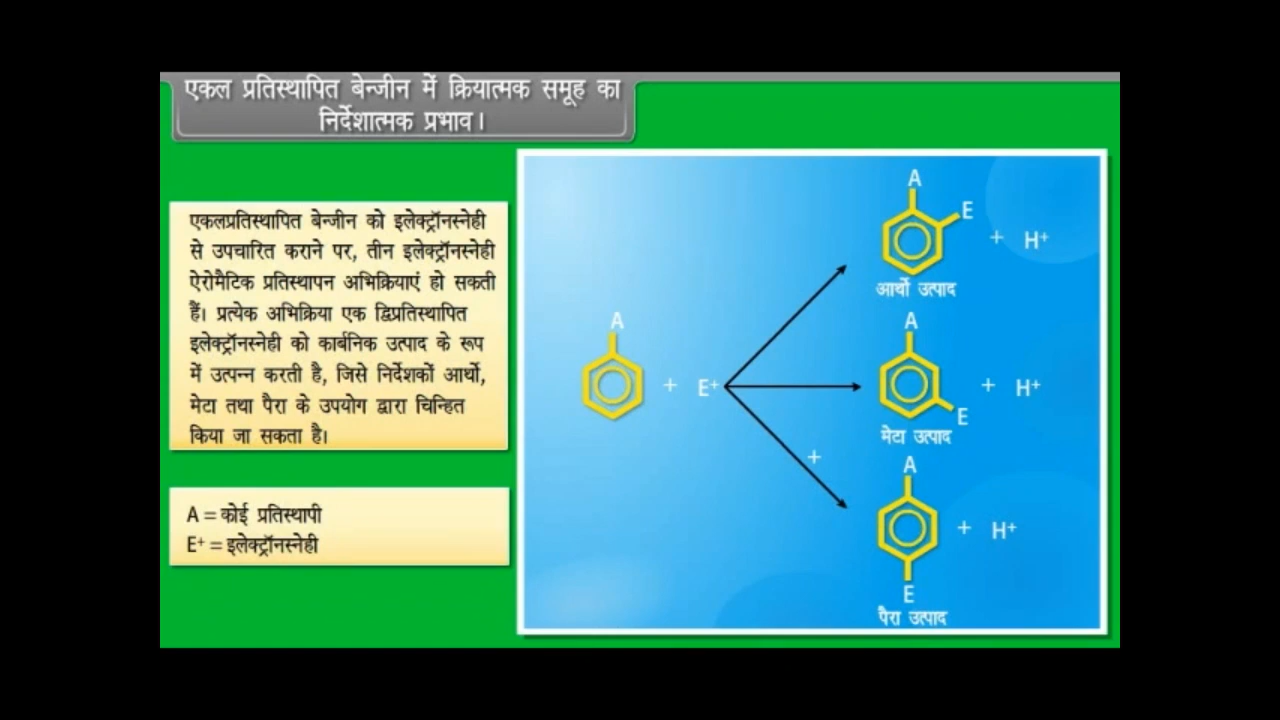 एकल प्रतिस्थापित बेन्जीन में क्रियात्मक समूह का
निर्देशात्मक प्रभाव।
एकलप्रतिस्थापित बेन्जीन को इलेक्ट्रॉनस्नेही
से उपचारित कराने पर, तीन इलेक्ट्रॉनस्नेही
ऐरोमैटिक प्रतिस्थापन अभिक्रियाएं हो सकती
हैं। प्रत्येक अभिक्रिया एक द्विप्रतिस्थापित
इलेक्ट्रॉनस्नेही को कार्बनिक उत्पाद के रूप
में उत्पन्न करती है, जिसे निर्देशकों आर्थो,
मेटा तथा पैरा के उपयोग द्वारा चिन्हित
किया जा सकता है।
A = कोई प्रतिस्थापी
E⁺ = इलेक्ट्रॉनस्नेही
A
E
+ H⁺
आर्थो उत्पाद
A
+ E⁺
A
+ H⁺
E
मेटा उत्पाद
+
A
+ H⁺
E
पैरा उत्पाद